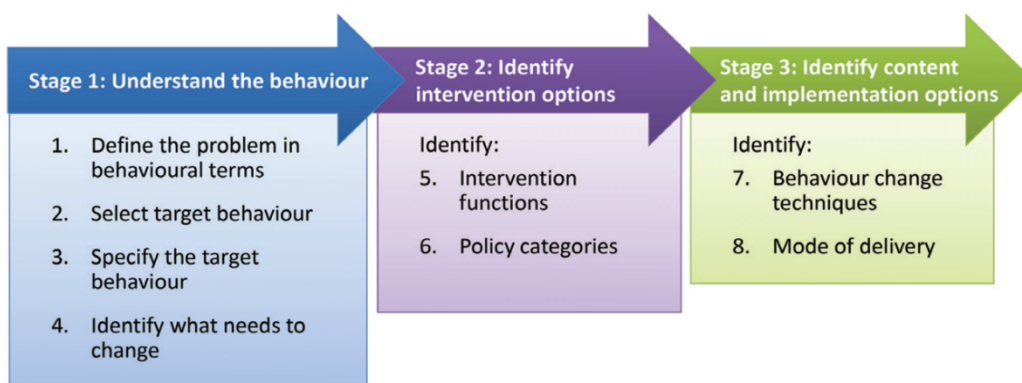 Stage 1: Understand the behaviour
1. Define the problem in
behavioural terms
2. Select target behaviour
3. Specify the target
behaviour
4. Identify what needs to
change
Stage 2: Identify
intervention options
Identify:
5. Intervention
functions
6. Policy categories
Stage 3: Identify content
and implementation options
Identify:
7. Behaviour change
techniques
8. Mode of delivery